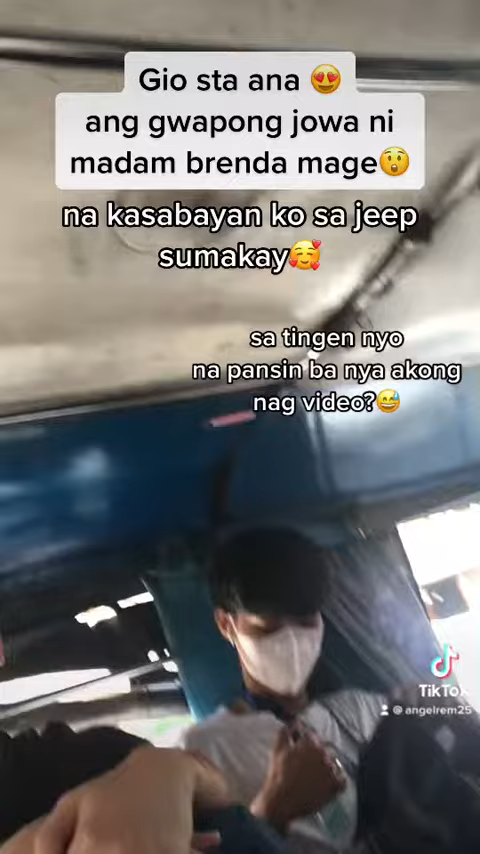 Gio sta ana 😍
ang gwapong jowa ni
madam brenda mage😲
na kasabayan ko sa jeep
sumakay🥰
sa tingen nyo
na pansin ba nya akong
nag video?😅
TikTok
@angelrem25